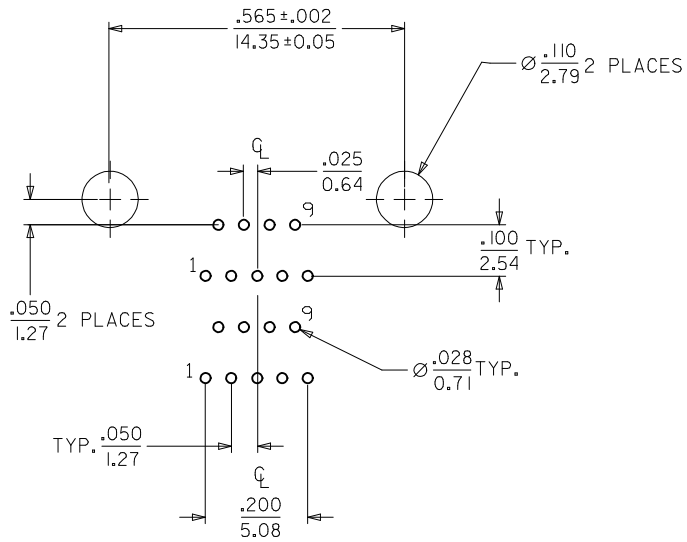 .565±.002
14.35±0.05
Ø .110
2.79 2 PLACES
℄
.025
0.64
9
.100
2.54 TYP.
1
.050
1.27 2 PLACES
9
Ø .028
0.71 TYP.
1
TYP. .050
1.27
℄
.200
5.08